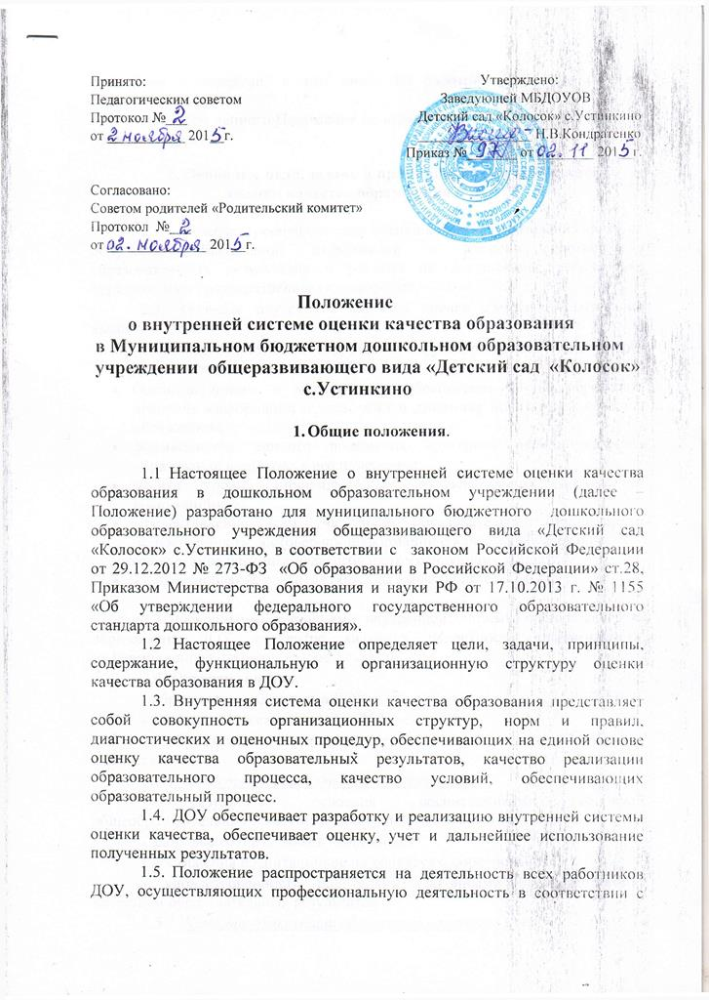 Принято:
Педагогическим советом
Протокол № 2
от 2 ноября 2015 г.
Утверждено:
Заведующей МБДОУОВ
Детский сад «Колосок» с.Устинкино
Н.В.Кондратенко
Приказ № 97 от 02.11 2015 г.
Согласовано:
Советом родителей «Родительский комитет»
Протокол № 2
от 02. ноября 2015 г.
Положение
о внутренней системе оценки качества образования
в Муниципальном бюджетном дошкольном образовательном
учреждении общеразвивающего вида «Детский сад «Колосок»
с.Устинкино
1. Общие положения.
1.1 Настоящее Положение о внутренней системе оценки качества
образования в дошкольном образовательном учреждении (далее –
Положение) разработано для муниципального бюджетного дошкольного
образовательного учреждения общеразвивающего вида «Детский сад
«Колосок» с.Устинкино, в соответствии с законом Российской Федерации
от 29.12.2012 № 273-ФЗ «Об образовании в Российской Федерации» ст.28,
Приказом Министерства образования и науки РФ от 17.10.2013 г. № 1155
«Об утверждении федерального государственного образовательного
стандарта дошкольного образования».
1.2 Настоящее Положение определяет цели, задачи, принципы,
содержание, функциональную и организационную структуру оценки
качества образования в ДОУ.
1.3. Внутренняя система оценки качества образования представляет
собой совокупность организационных структур, норм и правил,
диагностических и оценочных процедур, обеспечивающих на единой основе
оценку качества образовательных результатов, качество реализации
образовательного процесса, качество условий, обеспечивающих
образовательный процесс.
1.4. ДОУ обеспечивает разработку и реализацию внутренней системы
оценки качества, обеспечивает оценку, учет и дальнейшее использование
полученных результатов.
1.5. Положение распространяется на деятельность всех работников
ДОУ, осуществляющих профессиональную деятельность в соответствии с